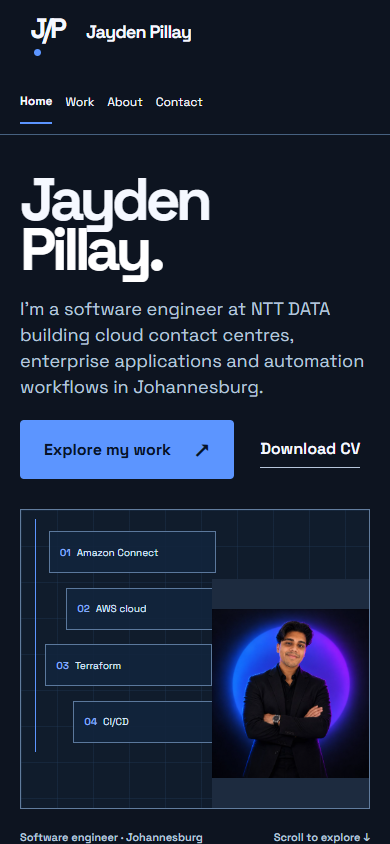 J/P Jayden Pillay
Home Work About Contact
Jayden
Pillay.
I'm a software engineer at NTT DATA
building cloud contact centres,
enterprise applications and automation
workflows in Johannesburg.
Explore my work ↗ Download CV
01 Amazon Connect
02 AWS cloud
03 Terraform
04 CI/CD
Software engineer · Johannesburg Scroll to explore ↓